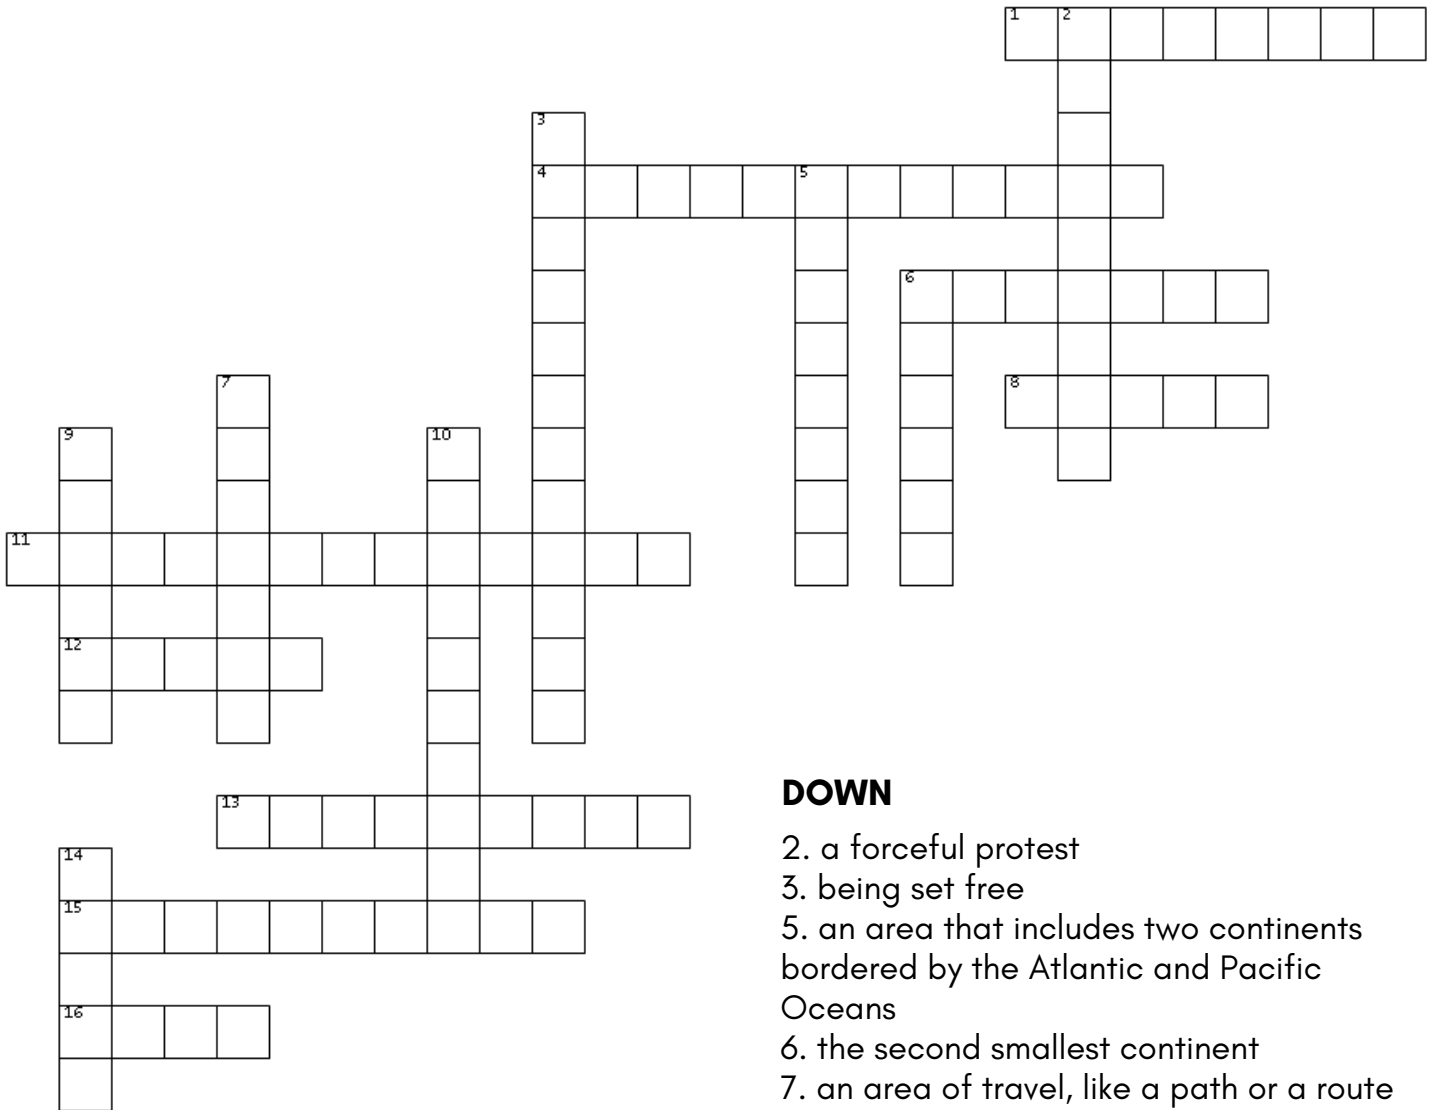 1 2
3
4 5
6
7 8
9 10
11
12
13
14
15
16
DOWN
2. a forceful protest
3. being set free
5. an area that includes two continents
bordered by the Atlantic and Pacific
Oceans
6. the second smallest continent
7. an area of travel, like a path or a route